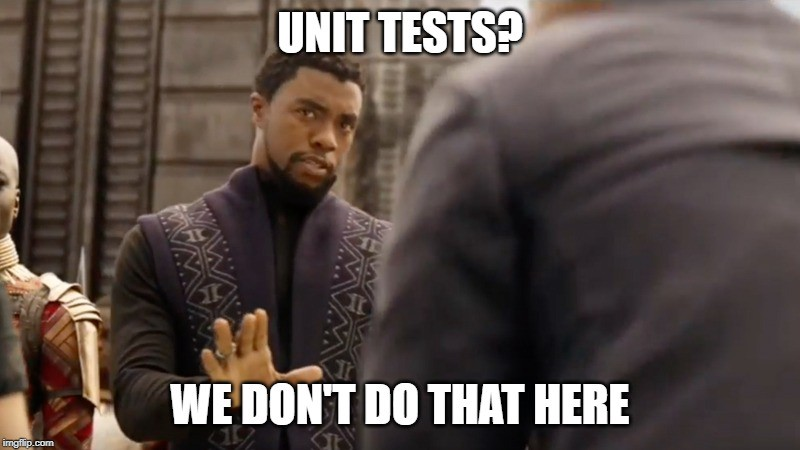 UNIT TESTS?
WE DON'T DO THAT HERE
imgflip.com